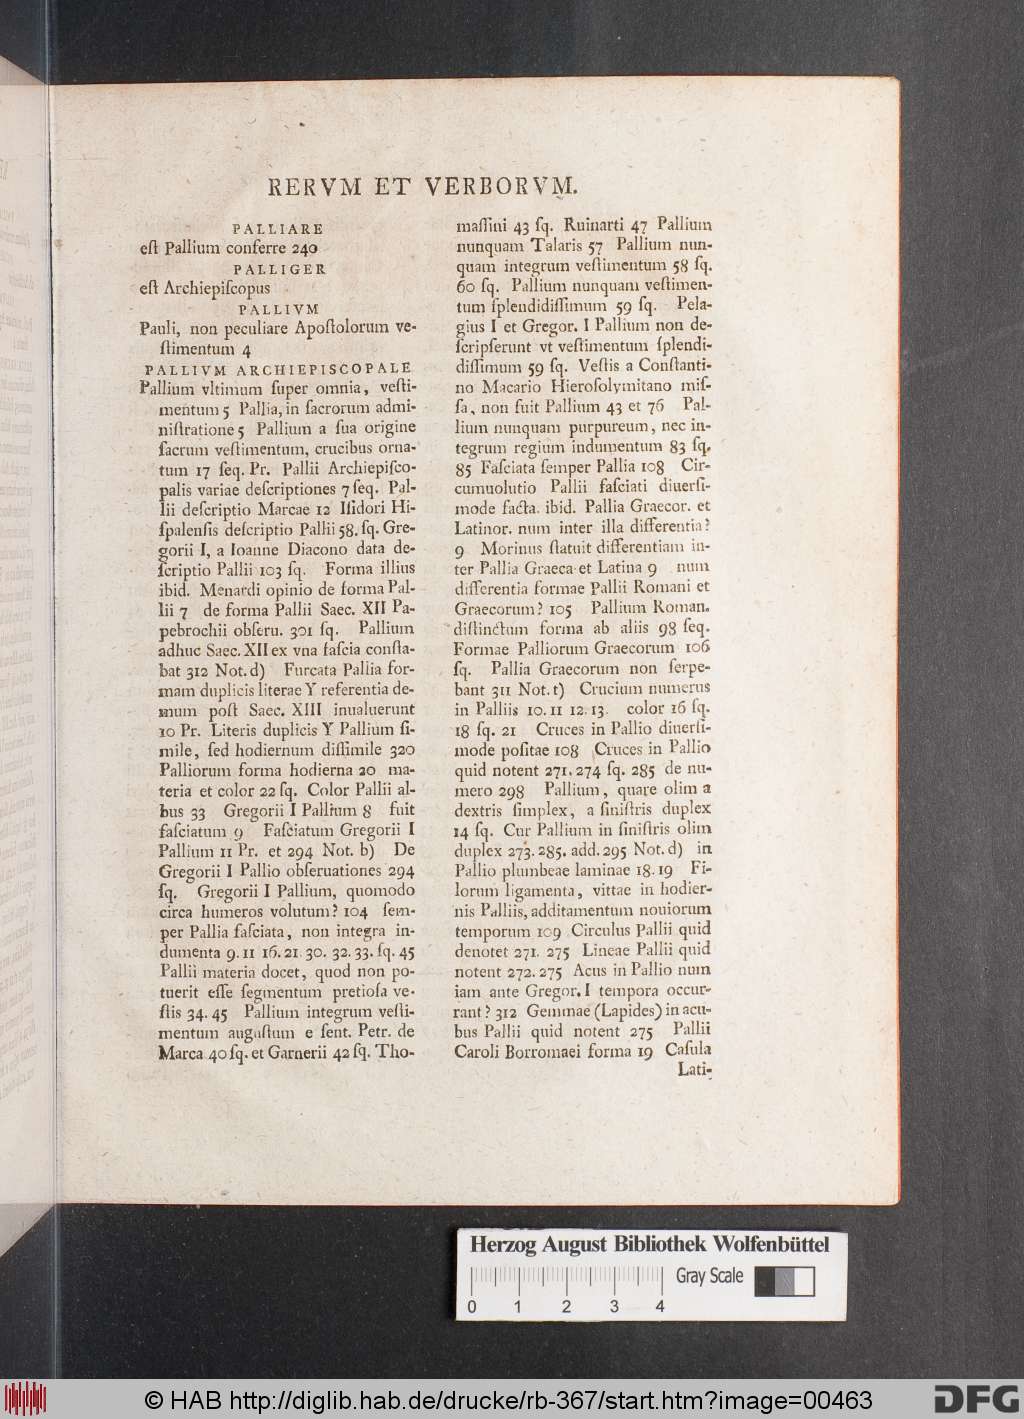 RERVM ET VERBORVM.
PALLIARE
eſt Pallium conferre 240
PALLIGER
eſt Archiepiſcopus
PALLIVM
Pauli, non peculiare Apoſtolorum ve-
ſtimentum 4
PALLIVM ARCHIEPISCOPALE
Pallium vltimum ſuper omnia, veſti-
mentum 5 Pallia, in ſacrorum admi-
niſtratione 5 Pallium a ſua origine
ſacrum veſtimentum, crucibus orna-
tum 17 ſeq. Pr. Pallii Archiepiſco-
palis variae deſcriptiones 7 ſeq. Pal-
lii deſcriptio Marcae 12 Iſidori Hi-
ſpalenſis deſcriptio Pallii 58. ſq. Gre-
gorii I, a Ioanne Diacono data de-
ſcriptio Pallii 103 ſq. Forma illius
ibid. Menardi opinio de forma Pal-
lii 7 de forma Pallii Saec. XII Pa-
pebrochii obſeru. 301 ſq. Pallium
adhuc Saec. XII ex vna faſcia conſta-
bat 312 Not. d) Furcata Pallia for-
mam duplicis literae Y referentia de-
mum poſt Saec. XIII inualuerunt
10 Pr. Literis duplicis Y Pallium ſi-
mile, ſed hodiernum diſſimile 320
Palliorum forma hodierna 20 ma-
teria et color 22 ſq. Color Pallii al-
bus 33 Gregorii I Pallium 8 fuit
faſciatum 9 Faſciatum Gregorii I
Pallium 11 Pr. et 294 Not. b) De
Gregorii I Pallio obſeruationes 294
ſq. Gregorii I Pallium, quomodo
circa humeros volutum? 104 ſem-
per Pallia faſciata, non integra in-
dumenta 9. 11 16. 21. 30. 32. 33. ſq. 45
Pallii materia docet, quod non po-
tuerit eſſe ſegmentum pretioſa ve-
ſtis 34. 45 Pallium integrum veſti-
mentum auguſtum e ſent. Petr. de
Marca 40 ſq. et Garnerii 42 ſq. Tho-
maſſini 43 ſq. Ruinarti 47 Pallium
nunquam Talaris 57 Pallium nun-
quam integrum veſtimentum 58 ſq.
60 ſq. Pallium nunquam veſtimen-
tum ſplendidiſſimum 59 ſq. Pela-
gius I et Gregor. I Pallium non de-
ſcripſerunt vt veſtimentum ſplendi-
diſſimum 59 ſq. Veſtis a Conſtanti-
no Macario Hieroſolymitano miſ-
ſa, non fuit Pallium 43 et 76 Pal-
lium nunquam purpureum, nec in-
tegrum regium indumentum 83 ſq.
85 Faſciata ſemper Pallia 108 Cir-
cumuolutio Pallii faſciati diuerſi-
mode facta. ibid. Pallia Graecor. et
Latinor. num inter illa differentia?
9 Morinus ſtatuit differentiam in-
ter Pallia Graeca et Latina 9 num
differentia formae Pallii Romani et
Graecorum? 105 Pallium Roman.
diſtinctum forma ab aliis 98 ſeq.
Formae Palliorum Graecorum 106
ſq. Pallia Graecorum non ſerpe-
bant 311 Not. t) Crucium numerus
in Palliis 10. 11 12. 13. color 16 ſq.
18 ſq. 21 Cruces in Pallio diuerſi-
mode poſitae 108 Cruces in Pallio
quid notent 271. 274 ſq. 285 de nu-
mero 298 Pallium, quare olim a
dextris ſimplex, a ſiniſtris duplex
14 ſq. Cur Pallium in ſiniſtris olim
duplex 273. 285. add. 295 Not. d) in
Pallio plumbeae laminae 18. 19 Fi-
lorum ligamenta, vittae in hodier-
nis Palliis, additamentum nouiorum
temporum 109 Circulus Pallii quid
denotet 271. 275 Lineae Pallii quid
notent 272. 275 Acus in Pallio num
iam ante Gregor. I tempora occur-
rant? 312 Gemmae (Lapides) in acu-
bus Pallii quid notent 275 Pallii
Caroli Borromaei forma 19 Caſula
Lati-
Herzog August Bibliothek Wolfenbüttel
Gray Scale
0 1 2 3 4
© HAB http://diglib.hab.de/drucke/rb-367/start.htm?image=00463
DFG